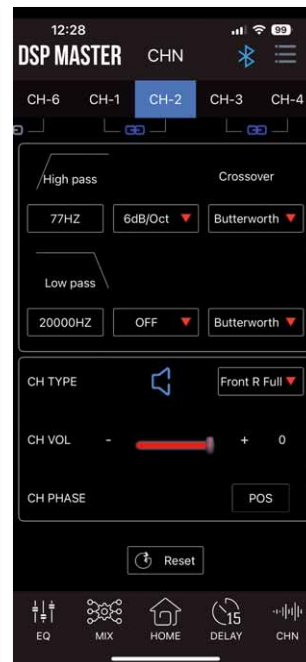 12:28 99
DSP MASTER CHN
CH-6 CH-1 CH-2 CH-3 CH-4
High pass Crossover
77HZ 6dB/Oct Butterworth
Low pass
20000HZ OFF Butterworth
CH TYPE Front R Full
CH VOL - + 0
CH PHASE POS
Reset
15
EQ MIX HOME DELAY CHN